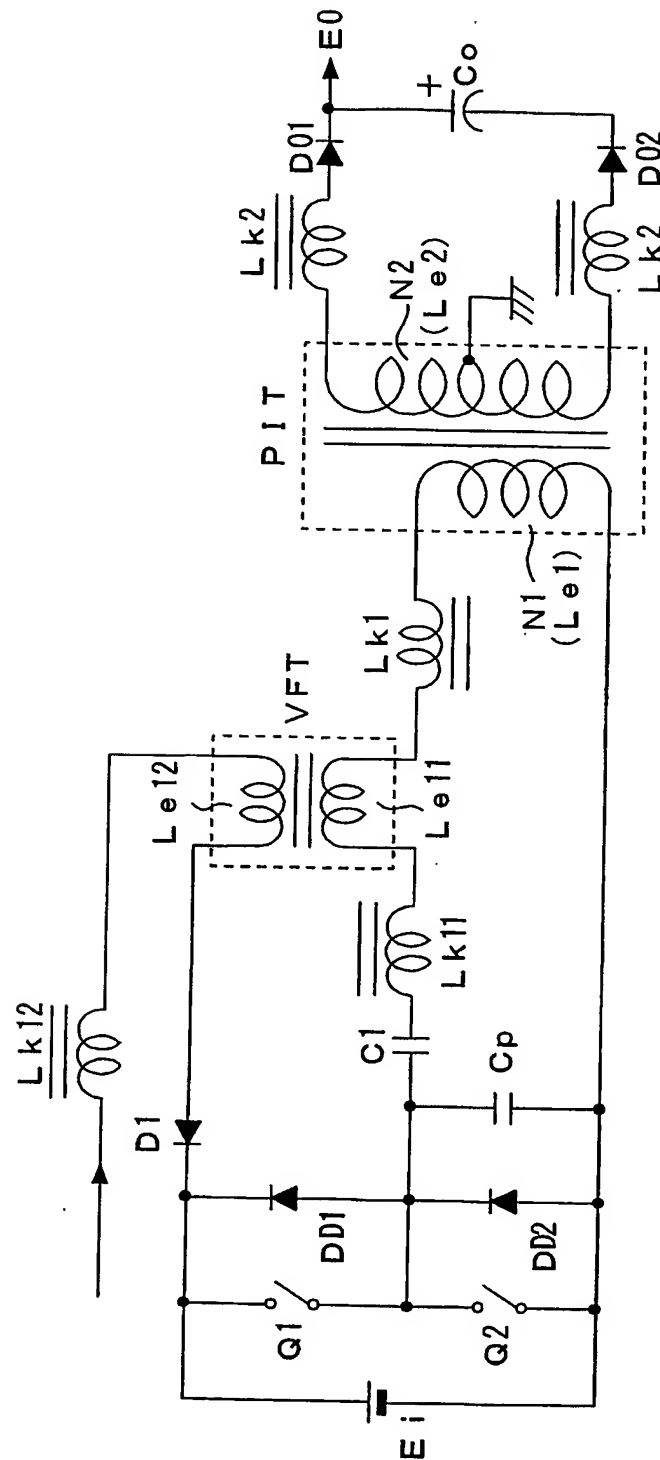 Lk12
D1
VFT
Le12
Le11
Lk11
C1
Cp
Lk1
PIT
N1
(Le1)
N2
(Le2)
Lk2
D01
E0
+
Co
D02
Lk2
DD1
DD2
Q1
Q2
Ei